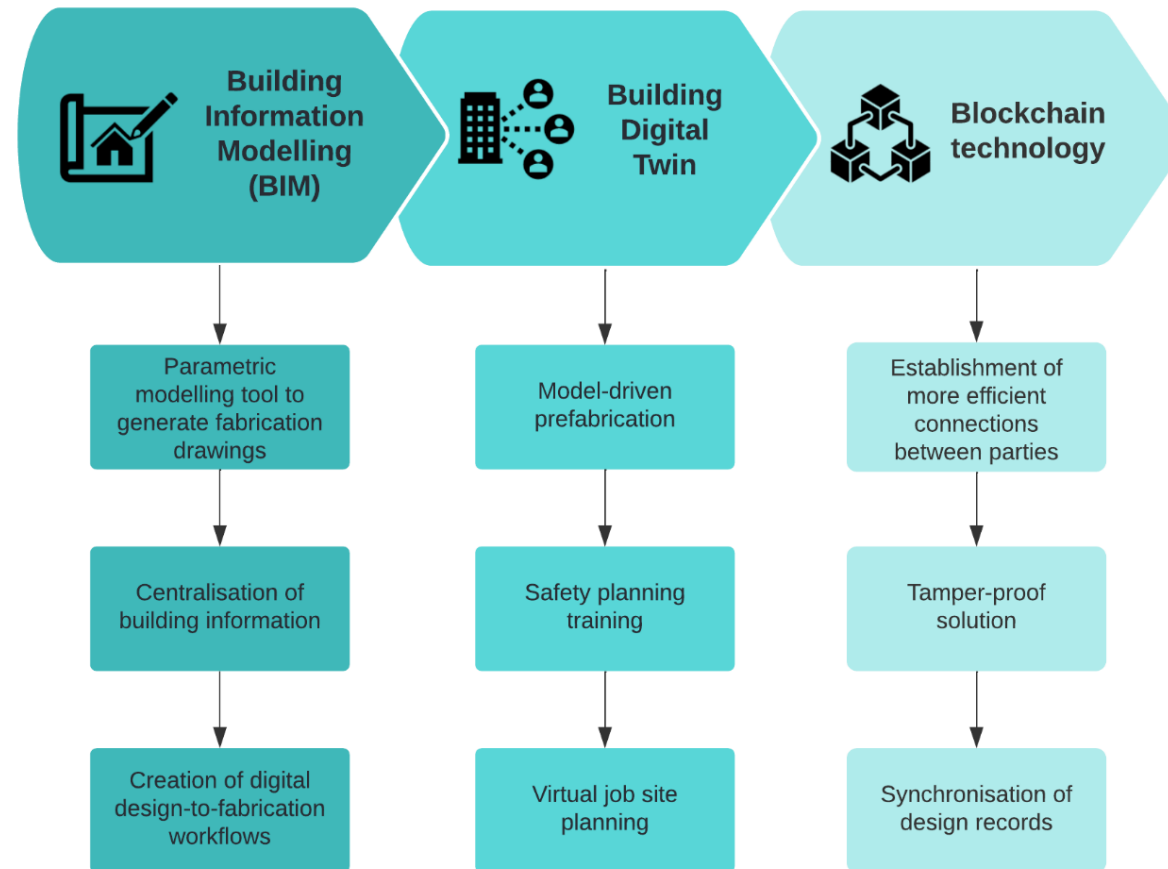 Building
Information
Modelling
(BIM)
Building
Digital
Twin
Blockchain
technology
Parametric
modelling tool to
generate fabrication
drawings
Model-driven
prefabrication
Establishment of
more efficient
connections
between parties
Centralisation of
building information
Safety planning
training
Tamper-proof
solution
Creation of digital
design-to-fabrication
workflows
Virtual job site
planning
Synchronisation of
design records